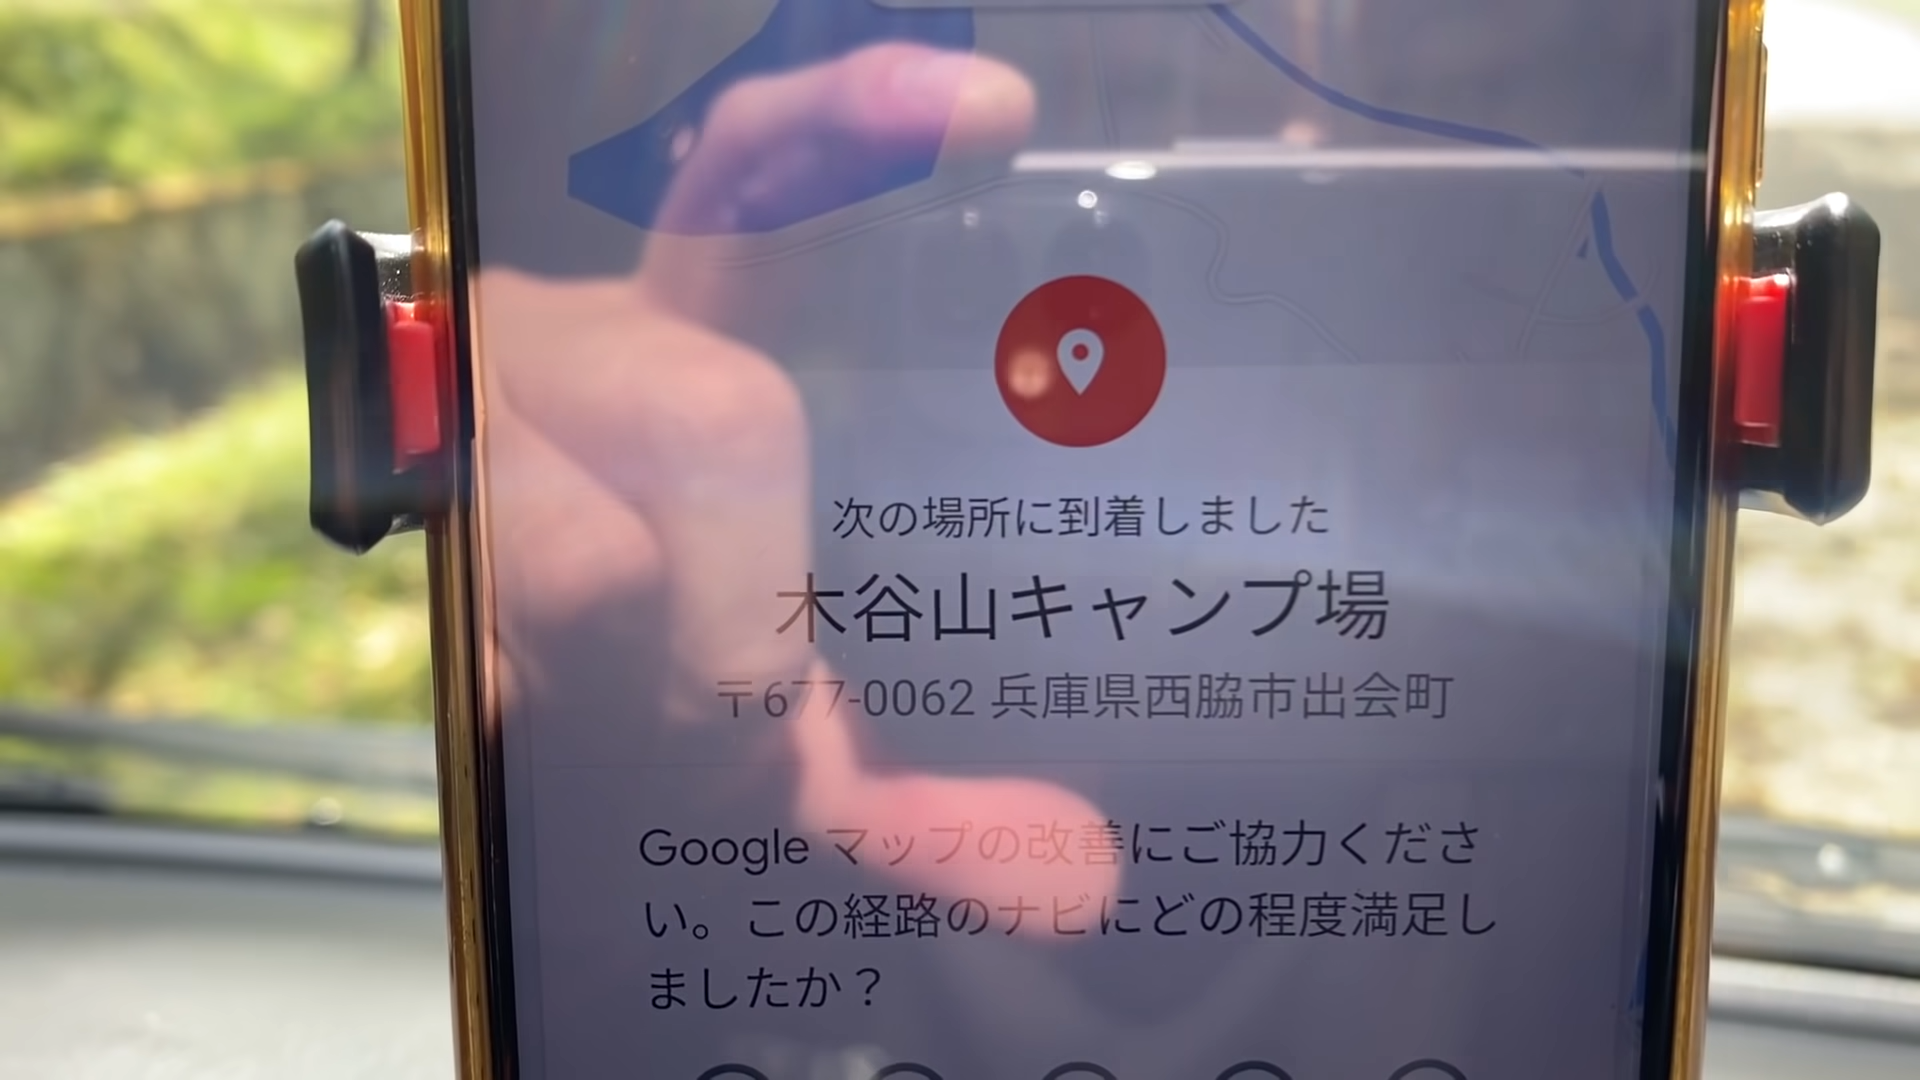 次の場所に到着しました
木谷山キャンプ場
〒677-0062 兵庫県西脇市出会町
Google マップの改善にご協力くださ
い。この経路のナビにどの程度満足し
ましたか？